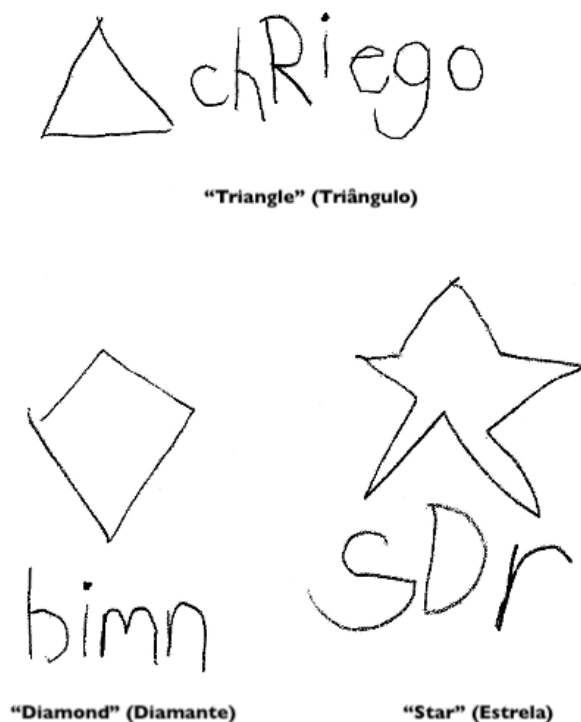 chRiego
“Triangle” (Triângulo)
bimn
“Diamond” (Diamante)
SDr
“Star” (Estrela)